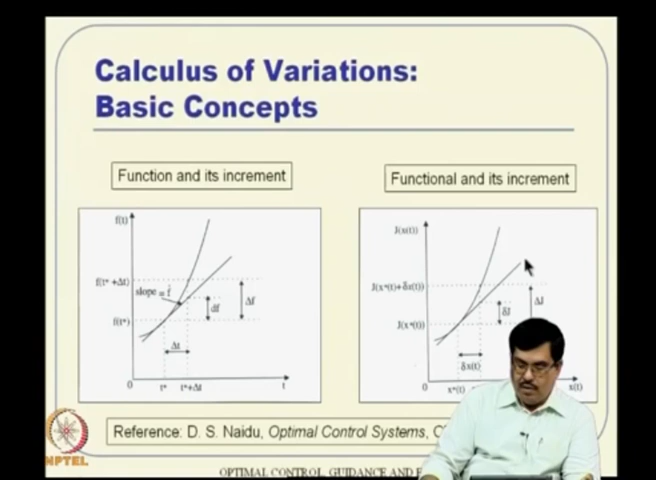 Calculus of Variations:
Basic Concepts
Function and its increment
Functional and its increment
f(t)
f(t*+Δt)
slope = ḟ
f(t*)
df
Δf
Δt
0
t*
t*+Δt
t
J(x(t))
J(x*(t)+δx(t))
J(x*(t))
δJ
ΔJ
δx(t)
0
x*(t)
x(t)
Reference: D. S. Naidu, Optimal Control Systems,
NPTEL
OPTIMAL CONTROL, GUIDANCE AND